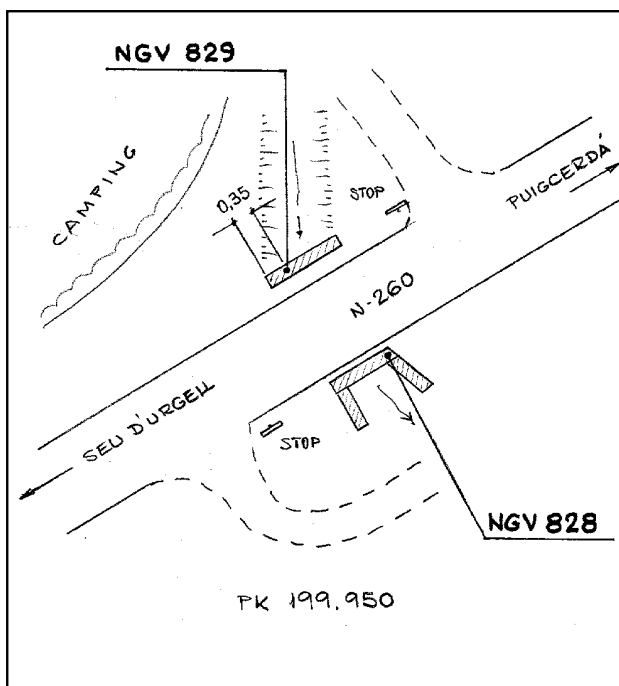 NGV 829
CAMPING
0,35
STOP
PUIGCERDÁ
N-260
SEU D'URGELL
STOP
NGV 828
PK 199.950